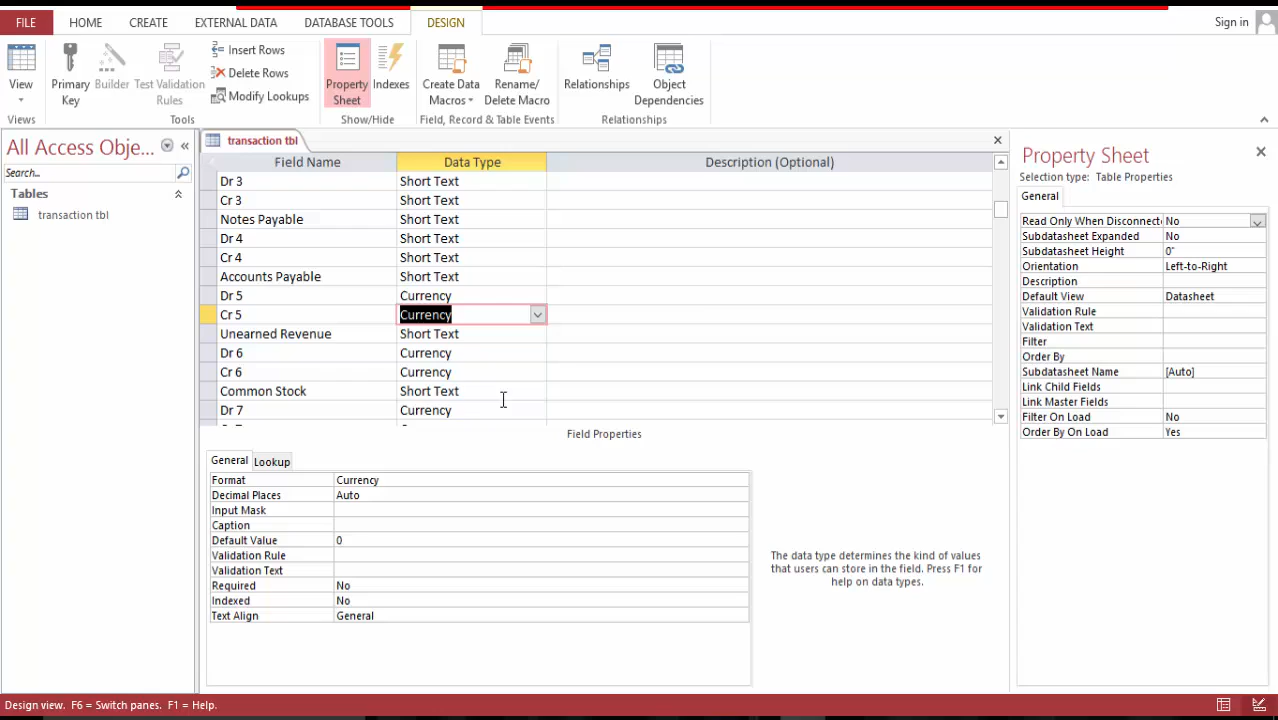 FILE HOME CREATE EXTERNAL DATA DATABASE TOOLS DESIGN Sign in
View
Primary Key
Builder
Test Validation Rules
Insert Rows
Delete Rows
Modify Lookups
Property Sheet
Indexes
Create Data Macros
Rename/ Delete Macro
Relationships
Object Dependencies
Views Tools Show/Hide Field, Record & Table Events Relationships
All Access Obje...
Search...
Tables
transaction tbl
transaction tbl
Field Name Data Type Description (Optional)
Dr 3 Short Text
Cr 3 Short Text
Notes Payable Short Text
Dr 4 Short Text
Cr 4 Short Text
Accounts Payable Short Text
Dr 5 Currency
Cr 5 Currency
Unearned Revenue Short Text
Dr 6 Currency
Cr 6 Currency
Common Stock Short Text
Dr 7 Currency
Field Properties
General Lookup
Format Currency
Decimal Places Auto
Input Mask
Caption
Default Value 0
Validation Rule
Validation Text
Required No
Indexed No
Text Align General
The data type determines the kind of values
that users can store in the field. Press F1 for
help on data types.
Property Sheet
Selection type: Table Properties
General
Read Only When Disconnect No
Subdatasheet Expanded No
Subdatasheet Height 0"
Orientation Left-to-Right
Description
Default View Datasheet
Validation Rule
Validation Text
Filter
Order By
Subdatasheet Name [Auto]
Link Child Fields
Link Master Fields
Filter On Load No
Order By On Load Yes
Design view. F6 = Switch panes. F1 = Help.